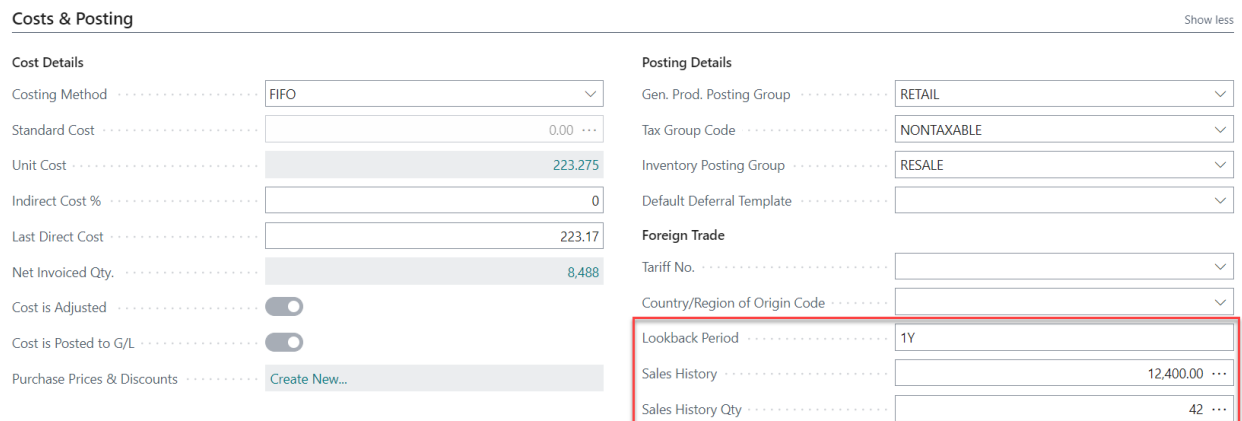 Costs & Posting
Show less
Cost Details
Costing Method FIFO
Standard Cost 0.00 ···
Unit Cost 223.275
Indirect Cost % 0
Last Direct Cost 223.17
Net Invoiced Qty. 8,488
Cost is Adjusted
Cost is Posted to G/L
Purchase Prices & Discounts Create New...
Posting Details
Gen. Prod. Posting Group RETAIL
Tax Group Code NONTAXABLE
Inventory Posting Group RESALE
Default Deferral Template
Foreign Trade
Tariff No.
Country/Region of Origin Code
Lookback Period 1Y
Sales History 12,400.00 ···
Sales History Qty 42 ···